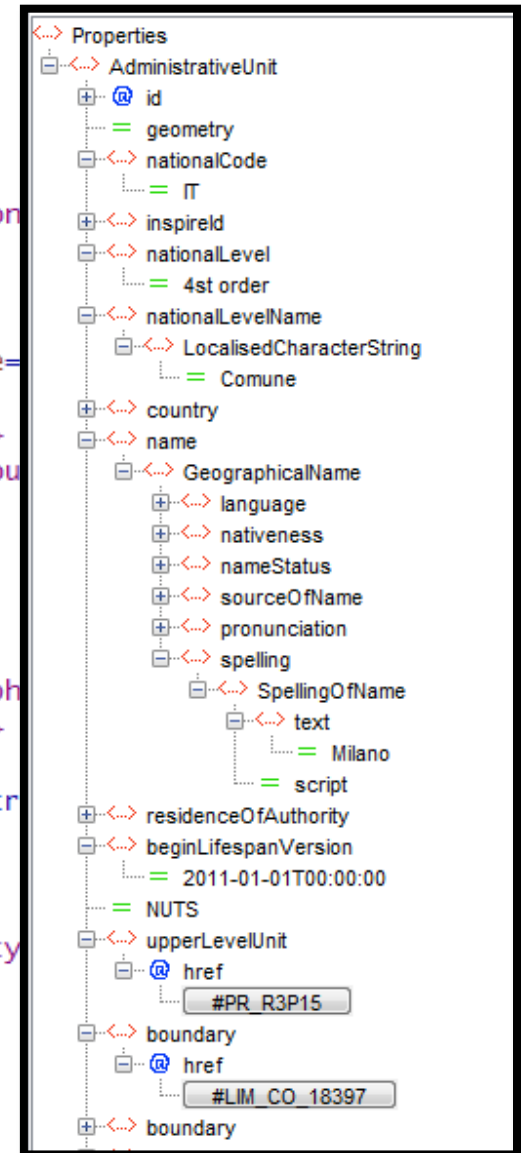 Properties
AdministrativeUnit
@ id
= geometry
nationalCode
= IT
inspireId
nationalLevel
= 4st order
nationalLevelName
LocalisedCharacterString
= Comune
country
name
GeographicalName
language
nativeness
nameStatus
sourceOfName
pronunciation
spelling
SpellingOfName
text
= Milano
= script
residenceOfAuthority
beginLifespanVersion
= 2011-01-01T00:00:00
= NUTS
upperLevelUnit
@ href
#PR_R3P15
boundary
@ href
#LIM_CO_18397
boundary